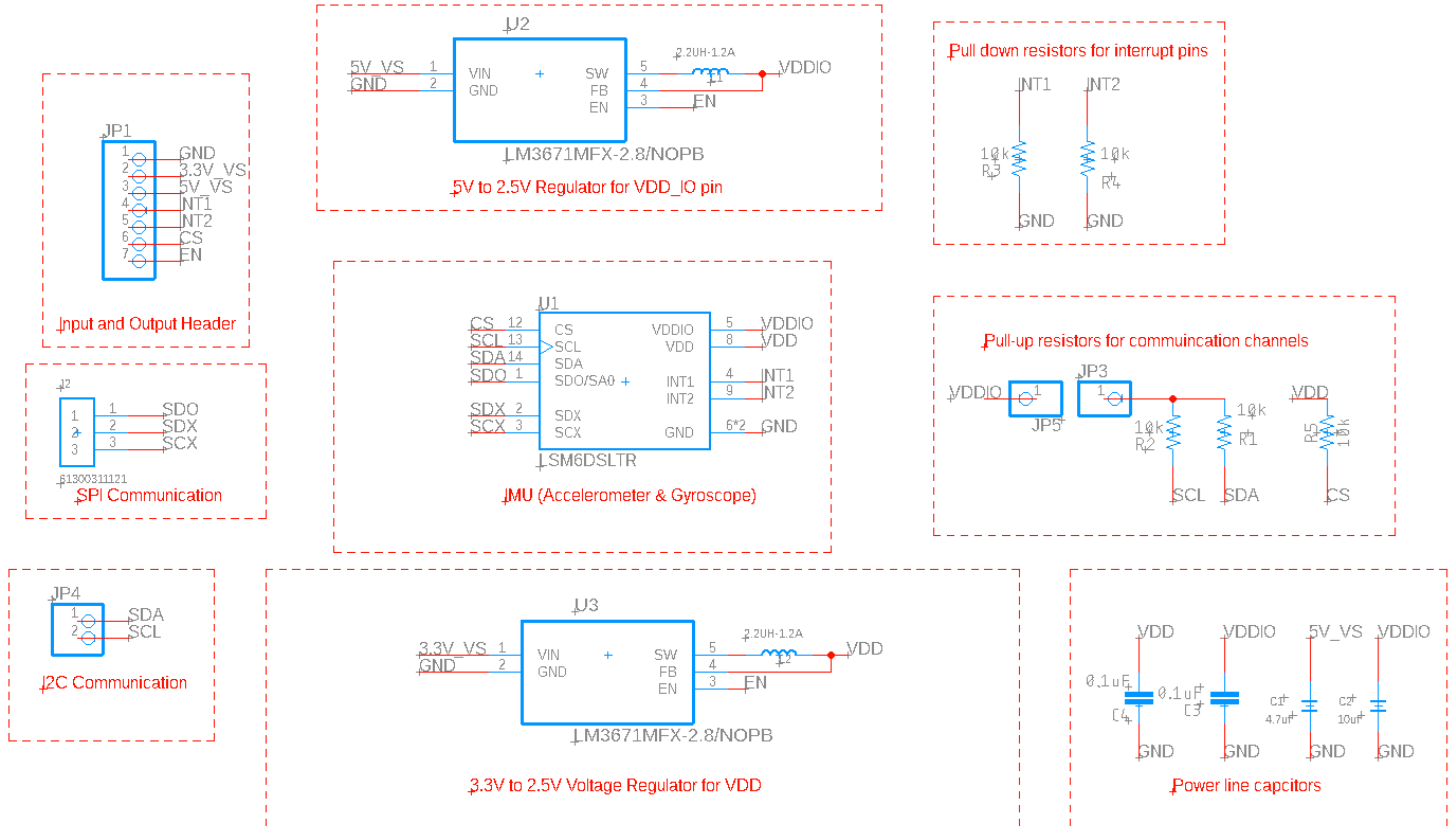 JP1
1 GND
2 3.3V_VS
3 5V_VS
4 INT1
5 INT2
6 CS
7 EN
Input and Output Header
U2
5V_VS 1 VIN SW 5 2.2UH-1.2A L1 VDDIO
GND 2 GND FB 4
EN 3 EN
LM3671MFX-2.8/NOPB
5V to 2.5V Regulator for VDD_IO pin
Pull down resistors for interrupt pins
INT1 INT2
10k 10k
R3 R4
GND GND
J2
1 1 SDO
2 2 SDX
3 3 SCX
61300311121
SPI Communication
U1
CS 12 CS VDDIO 5 VDDIO
SCL 13 SCL VDD 8 VDD
SDA 14 SDA
SDO 1 SDO/SA0 INT1 4 INT1
INT2 9 INT2
SDX 2 SDX
SCX 3 SCX GND 6*2 GND
LSM6DSLTR
IMU (Accelerometer & Gyroscope)
Pull-up resistors for commuincation channels
JP3
VDDIO 1 1 VDD
JP5
10k 10k 10k
R2 R1 R5
SCL SDA CS
JP4
1 SDA
2 SCL
I2C Communication
U3
3.3V_VS 1 VIN SW 5 2.2UH-1.2A L2 VDD
GND 2 GND FB 4
EN 3 EN
LM3671MFX-2.8/NOPB
3.3V to 2.5V Voltage Regulator for VDD
VDD VDDIO 5V_VS VDDIO
0.1uF 0.1uF C1 C2
C4 C3 4.7uf 10uf
GND GND GND GND
Power line capcitors